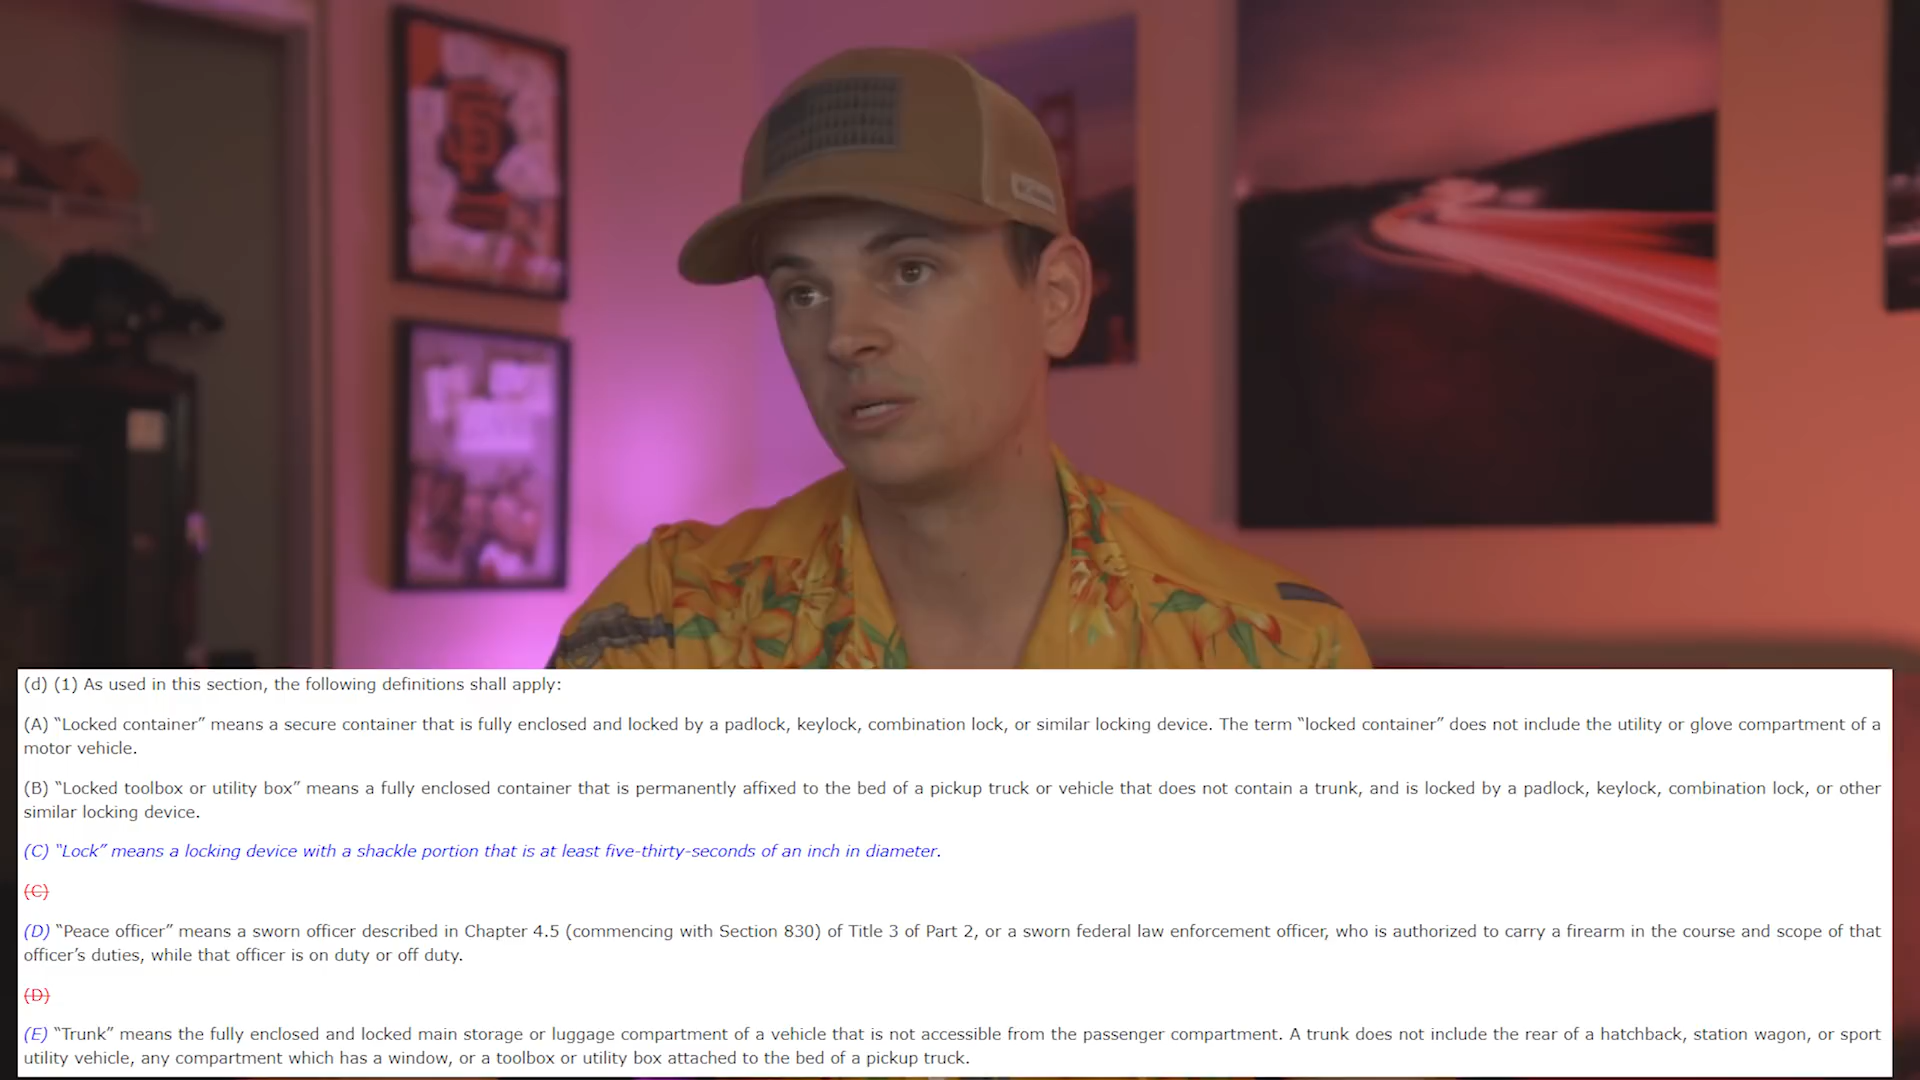 SF
(d) (1) As used in this section, the following definitions shall apply:
(A) “Locked container” means a secure container that is fully enclosed and locked by a padlock, keylock, combination lock, or similar locking device. The term “locked container” does not include the utility or glove compartment of a
motor vehicle.
(B) “Locked toolbox or utility box” means a fully enclosed container that is permanently affixed to the bed of a pickup truck or vehicle that does not contain a trunk, and is locked by a padlock, keylock, combination lock, or other
similar locking device.
(C) “Lock” means a locking device with a shackle portion that is at least five-thirty-seconds of an inch in diameter.
(C)
(D) “Peace officer” means a sworn officer described in Chapter 4.5 (commencing with Section 830) of Title 3 of Part 2, or a sworn federal law enforcement officer, who is authorized to carry a firearm in the course and scope of that
officer’s duties, while that officer is on duty or off duty.
(D)
(E) “Trunk” means the fully enclosed and locked main storage or luggage compartment of a vehicle that is not accessible from the passenger compartment. A trunk does not include the rear of a hatchback, station wagon, or sport
utility vehicle, any compartment which has a window, or a toolbox or utility box attached to the bed of a pickup truck.